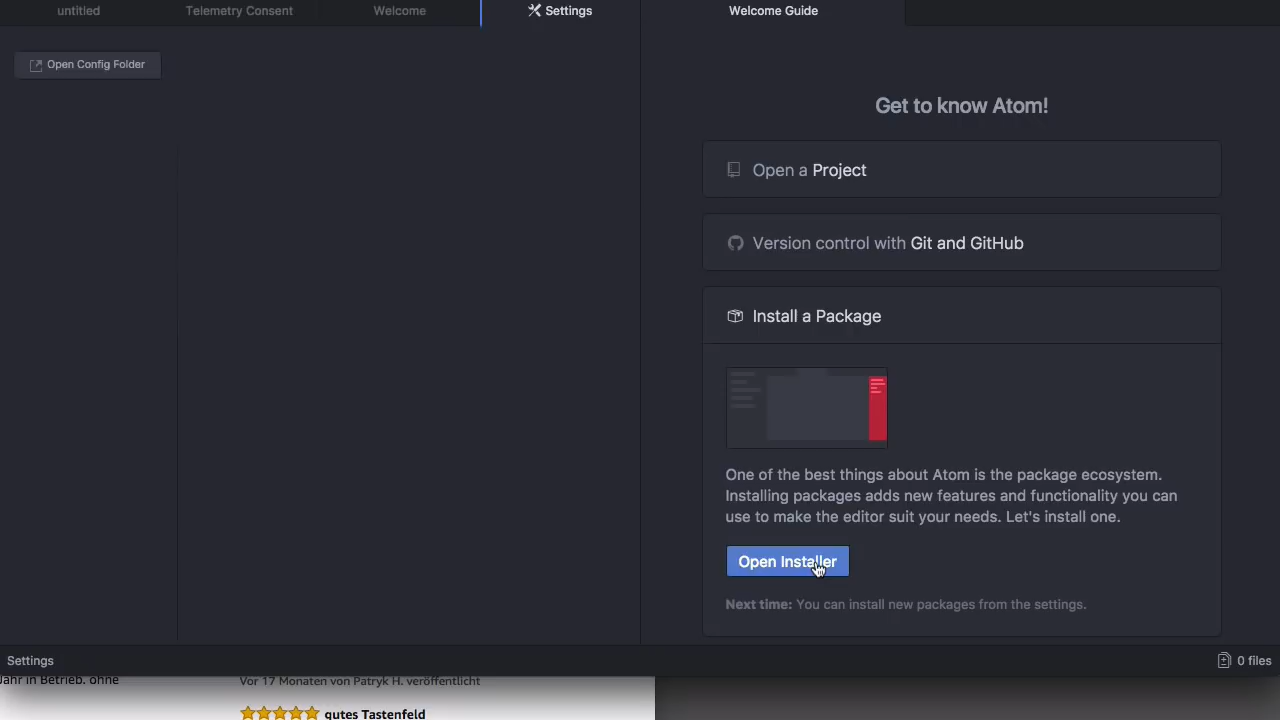 untitled
Telemetry Consent
Welcome
Settings
Welcome Guide
Open Config Folder
Get to know Atom!
Open a Project
Version control with Git and GitHub
Install a Package
One of the best things about Atom is the package ecosystem.
Installing packages adds new features and functionality you can
use to make the editor suit your needs. Let's install one.
Open Installer
Next time: You can install new packages from the settings.
Settings
0 files
Jahr in Betrieb. ohne
Vor 17 Monaten von Patryk H. veröffentlicht
gutes Tastenfeld